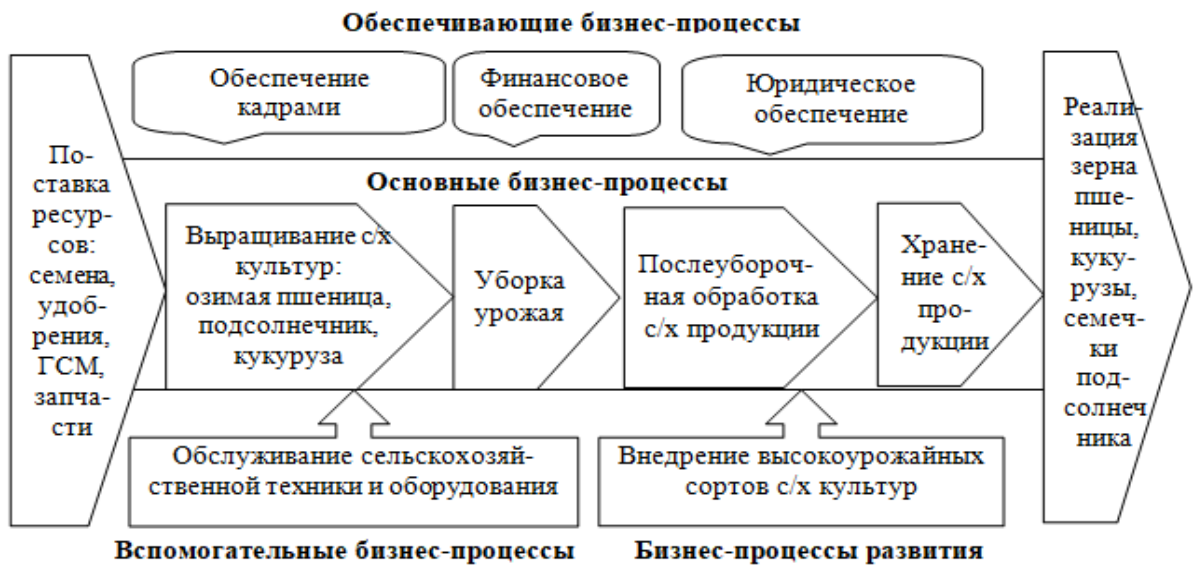 Обеспечивающие бизнес-процессы
Обеспечение
кадрами
Финансовое
обеспечение
Юридическое
обеспечение
По-
ставка
ресур-
сов:
семена,
удоб-
рения,
ГСМ,
запча-
сти
Основные бизнес-процессы
Выращивание с/х
культур:
озимая пшеница,
подсолнечник,
кукуруза
Уборка
урожая
Послеубороч-
ная обработка
с/х продукции
Хране-
ние с/х
про-
дукции
Реали-
зация
зерна
пше-
ницы,
куку-
рузы,
семеч-
ки
под-
солнеч
ника
Обслуживание сельскохозяй-
ственной техники и оборудования
Внедрение высокоурожайных
сортов с/х культур
Вспомогательные бизнес-процессы
Бизнес-процессы развития